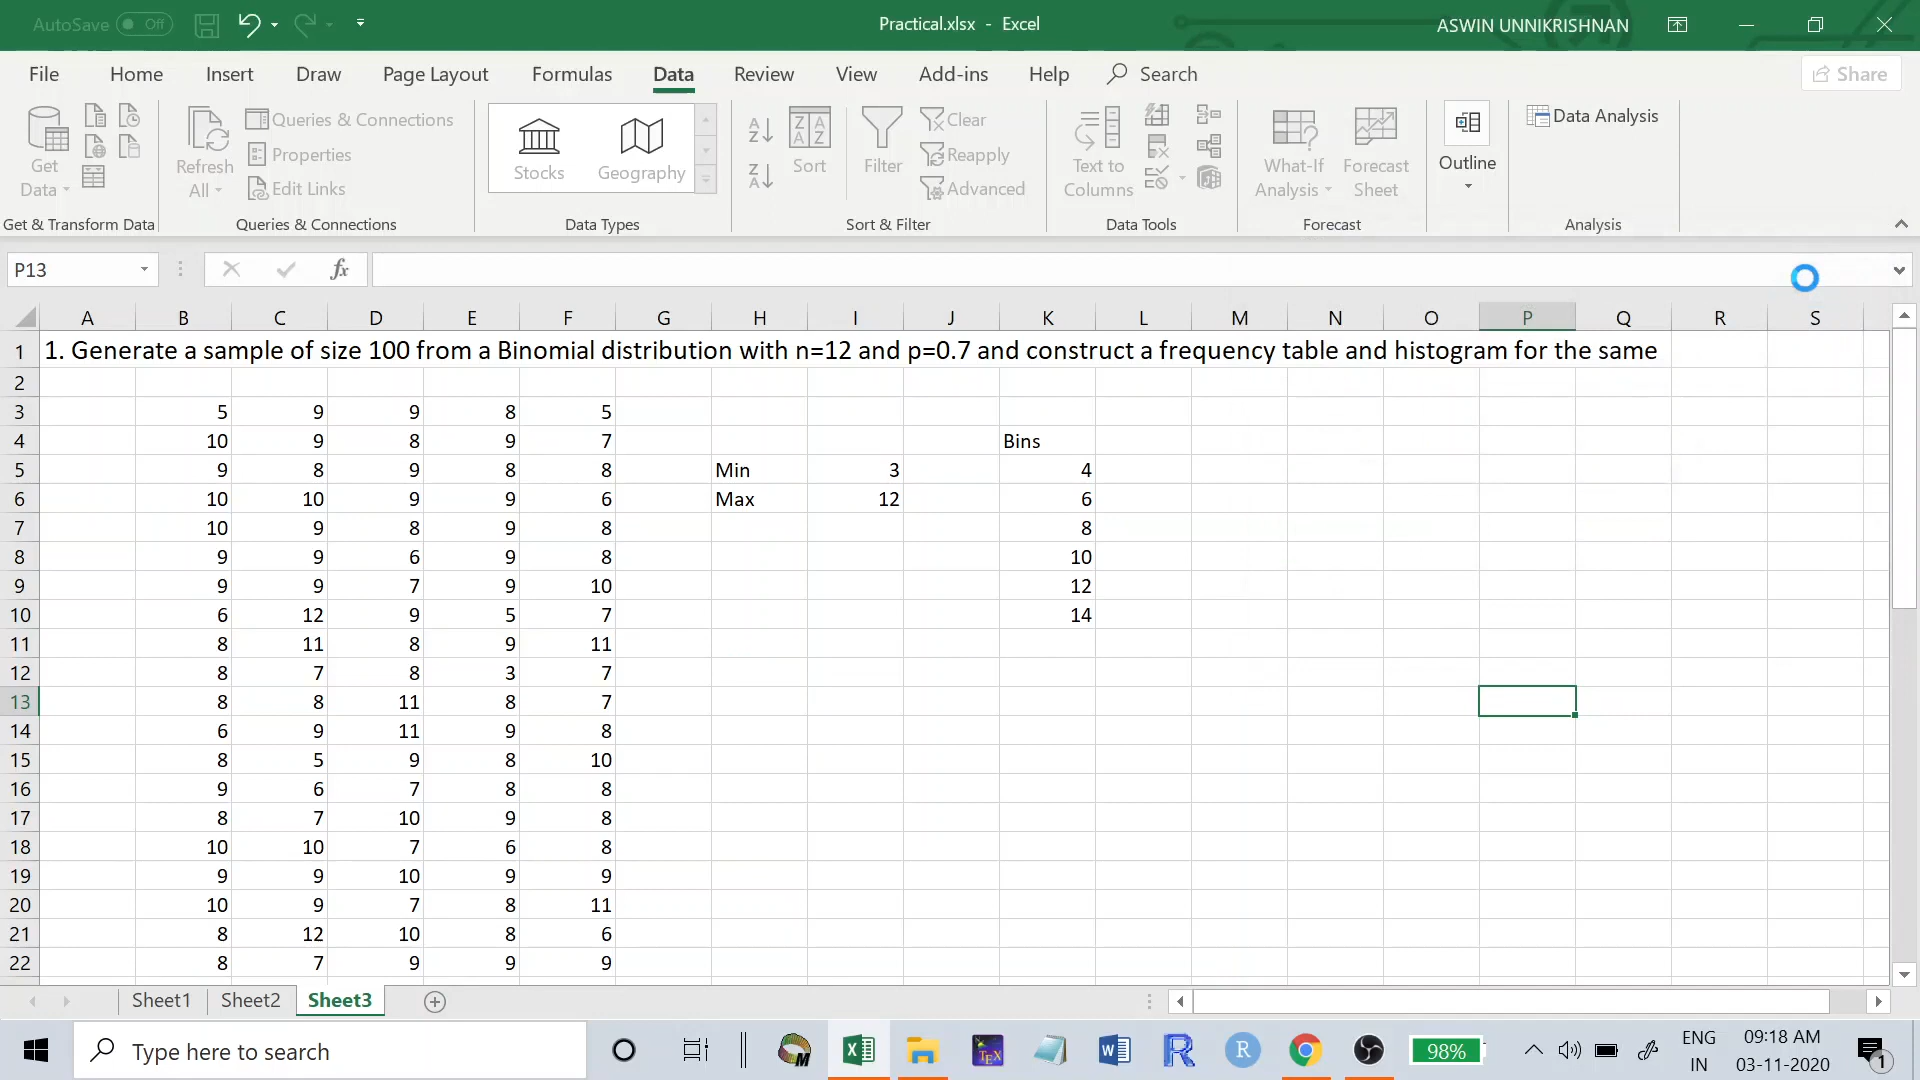 AutoSave Off
Practical.xlsx - Excel
ASWIN UNNIKRISHNAN
File Home Insert Draw Page Layout Formulas Data Review View Add-ins Help Search Share
Get Data
Refresh All
Queries & Connections
Properties
Edit Links
Stocks Geography
A Z
Z A
Z A A Z
Sort
Filter
Clear
Reapply
Advanced
Text to Columns
What-If Analysis
Forecast Sheet
Outline
Data Analysis
Get & Transform Data Queries & Connections Data Types Sort & Filter Data Tools Forecast Analysis
P13 fx
A B C D E F G H I J K L M N O P Q R S
1 1. Generate a sample of size 100 from a Binomial distribution with n=12 and p=0.7 and construct a frequency table and histogram for the same
2
3 5 9 9 8 5
4 10 9 8 9 7 Bins
5 9 8 9 8 8 Min 3 4
6 10 10 9 9 6 Max 12 6
7 10 9 8 9 8 8
8 9 9 6 9 8 10
9 9 9 7 9 10 12
10 6 12 9 5 7 14
11 8 11 8 9 11
12 8 7 8 3 7
13 8 8 11 8 7
14 6 9 11 9 8
15 8 5 9 8 10
16 9 6 7 8 8
17 8 7 10 9 8
18 10 10 7 6 8
19 9 9 10 9 9
20 10 9 7 8 11
21 8 12 10 8 6
22 8 7 9 9 9
Sheet1 Sheet2 Sheet3
Type here to search
M
X
TEX
W
R
R
98%
ENG
IN
09:18 AM
03-11-2020
1